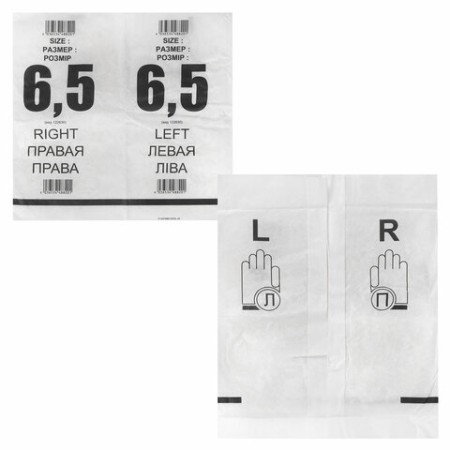 SIZE :
РАЗМЕР :
РОЗМІР
6,5
RIGHT
ПРАВАЯ
ПРАВА
SIZE :
РАЗМЕР :
РОЗМІР
6,5
LEFT
ЛЕВАЯ
ЛІВА
L
Л
R
П